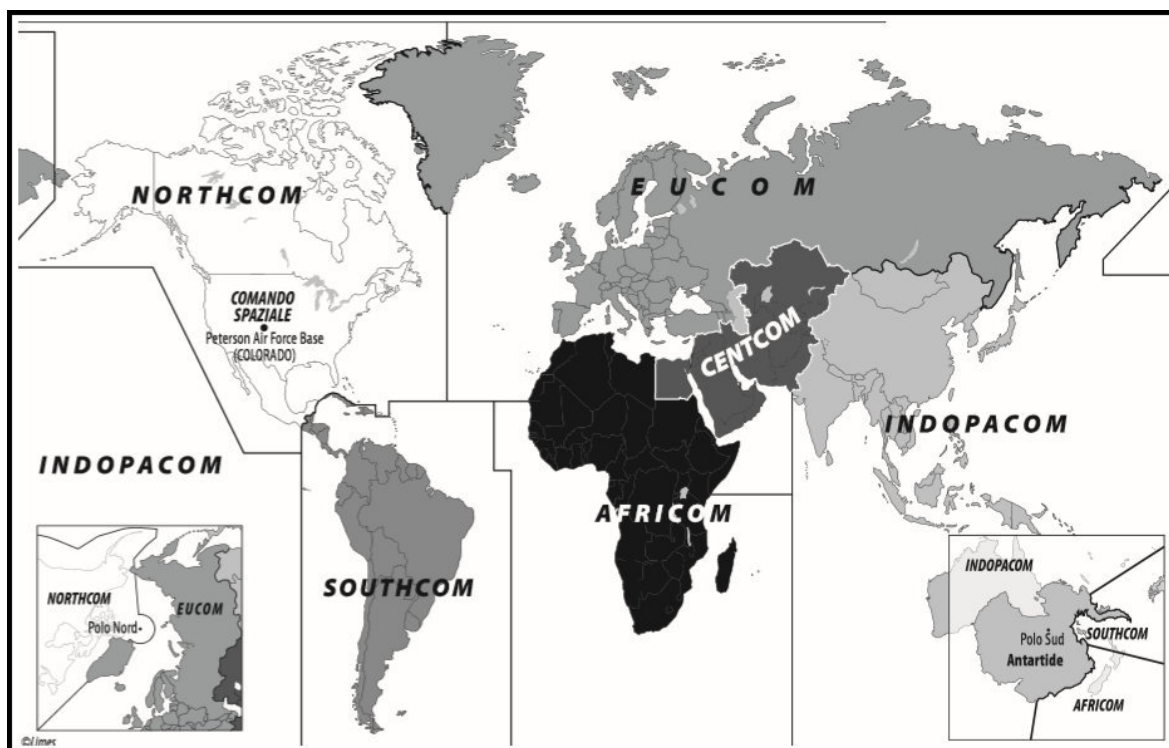 NORTHCOM
EUCOM
COMANDO
SPAZIALE
Peterson Air Force Base
(COLORADO)
CENTCOM
INDOPACOM
INDOPACOM
AFRICOM
SOUTHCOM
NORTHCOM
EUCOM
Polo Nord
INDOPACOM
Polo Sud
Antartide
SOUTHCOM
AFRICOM
©Limes